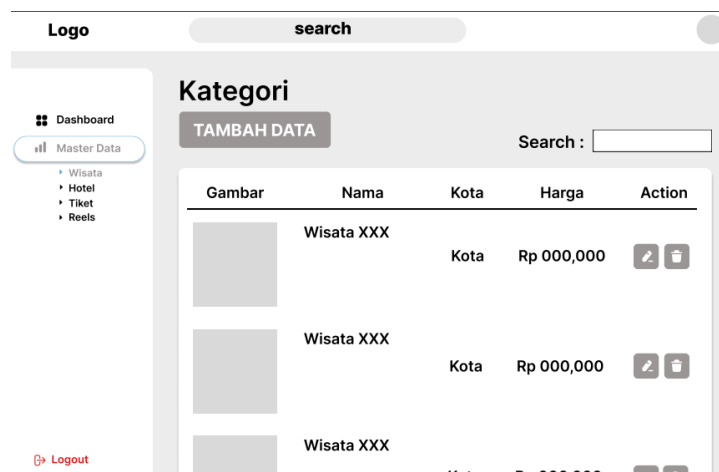 Logo
search
Kategori
TAMBAH DATA
Search :
Dashboard
Master Data
Wisata
Hotel
Tiket
Reels
Logout
Gambar Nama Kota Harga Action
Wisata XXX
Kota Rp 000,000
Wisata XXX
Kota Rp 000,000
Wisata XXX